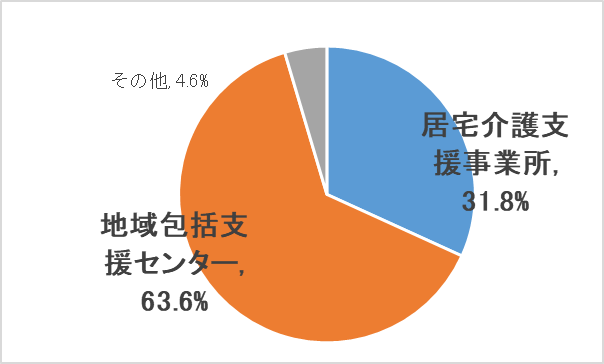 その他, 4.6%
居宅介護支
援事業所,
31.8%
地域包括支
援センター,
63.6%